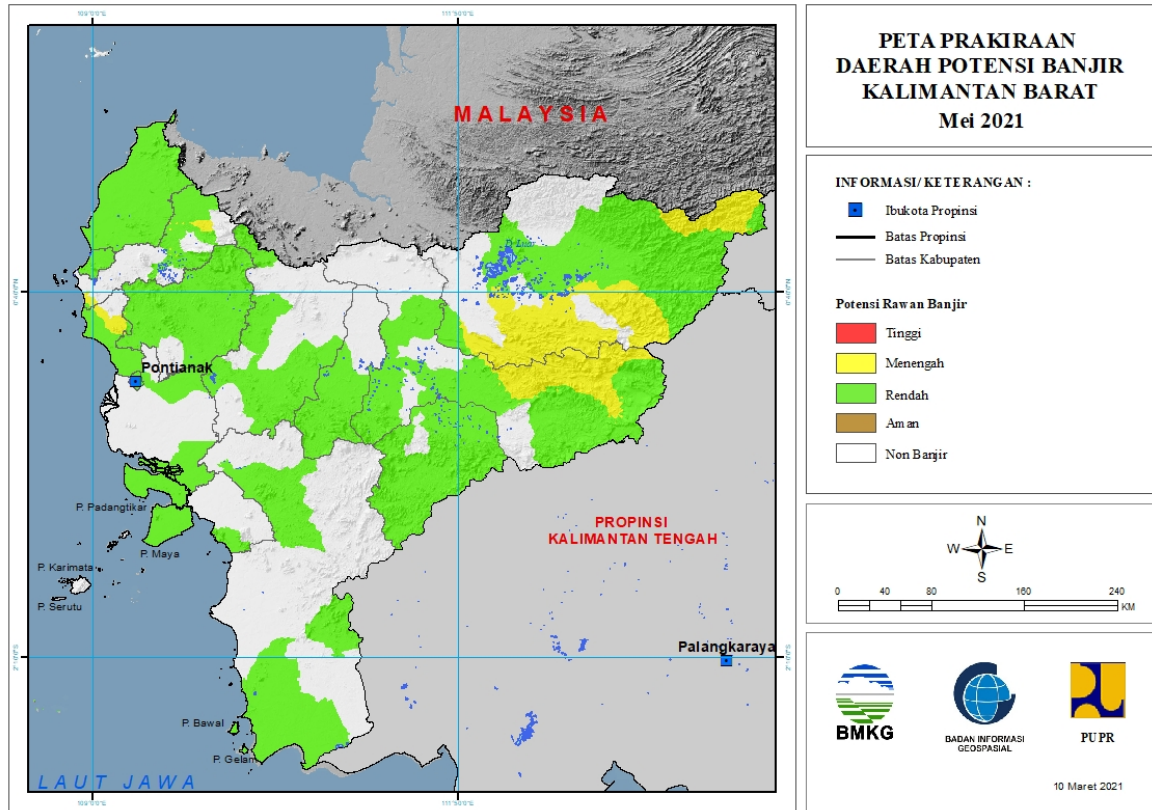 PETA PRAKIRAAN
DAERAH POTENSI BANJIR
KALIMANTAN BARAT
Mei 2021
INFORMASI/KETERANGAN :
Ibukota Propinsi
Batas Propinsi
Batas Kabupaten
Potensi Rawan Banjir
Tinggi
Menengah
Rendah
Aman
Non Banjir
N
W E
S
0 40 80 160 240
KM
BMKG
BADAN INFORMASI
GEOSPASIAL
PUPR
10 Maret 2021
MALAYSIA
Pontianak
P. Padangtikar
P. Maya
P. Karimata
P. Serutu
PROPINSI
KALIMANTAN TENGAH
Palangkaraya
P. Bawal
P. Gelam
LAUT JAWA